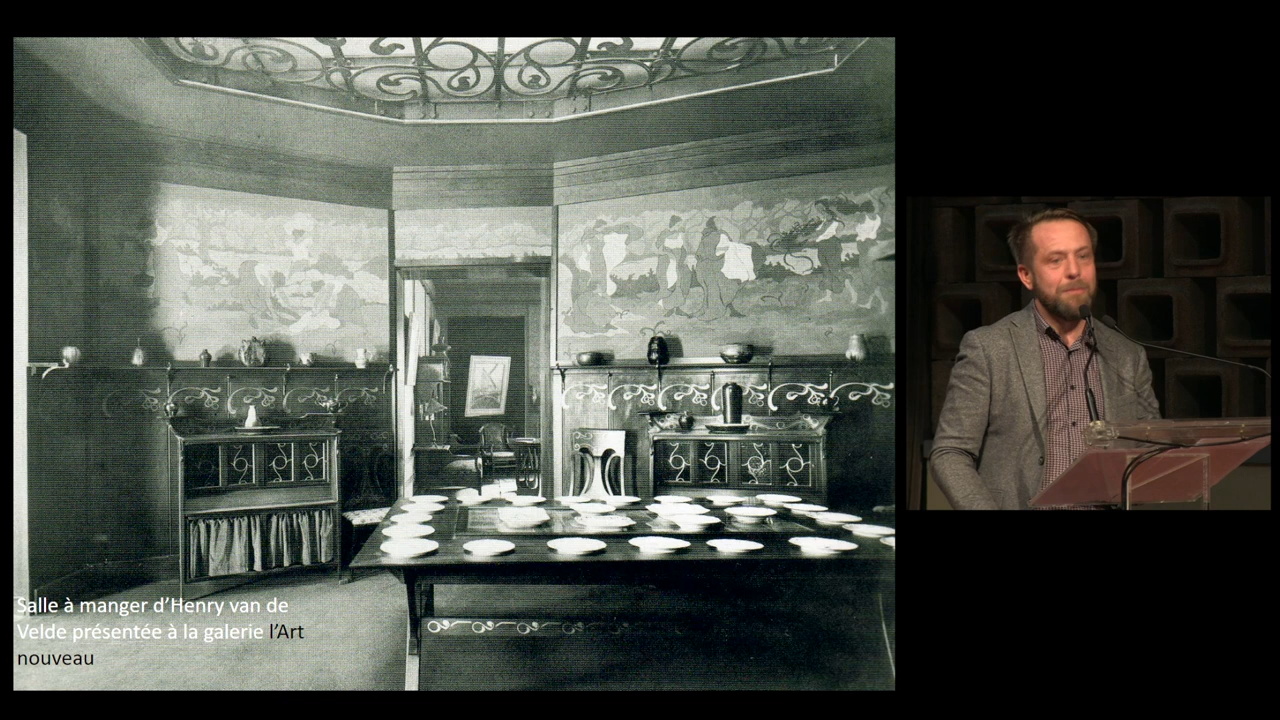 Salle à manger d’Henry van de
Velde présentée à la galerie l’Art
nouveau